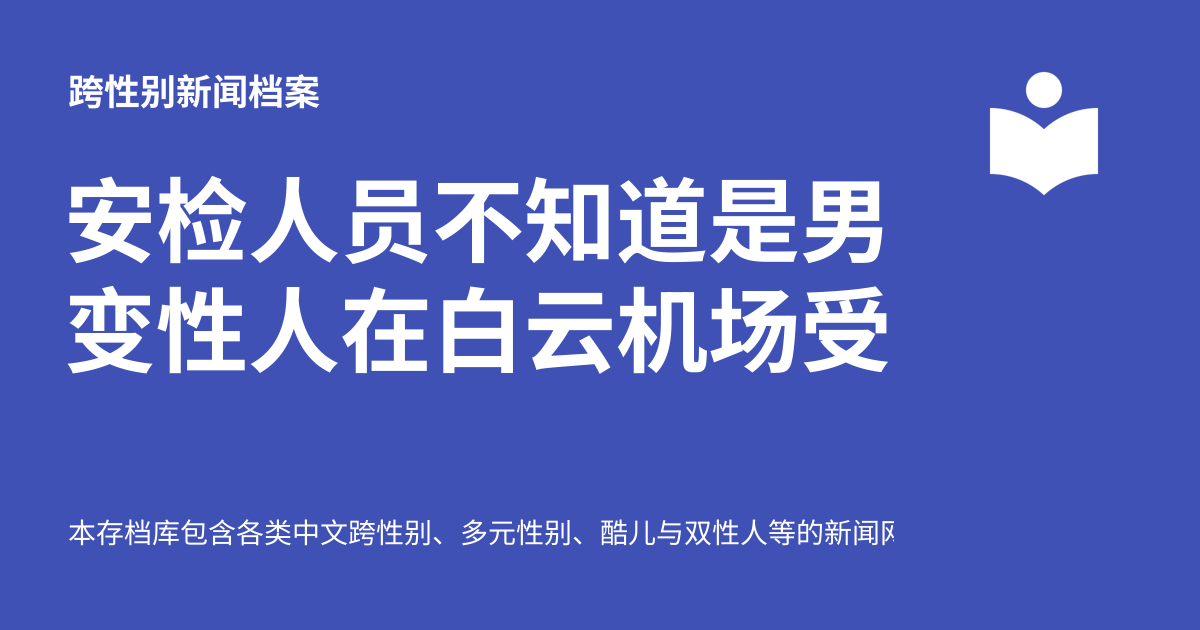 跨性别新闻档案
安检人员不知道是男
变性人在白云机场受
本存档库包含各类中文跨性别、多元性别、酷儿与双性人等的新闻